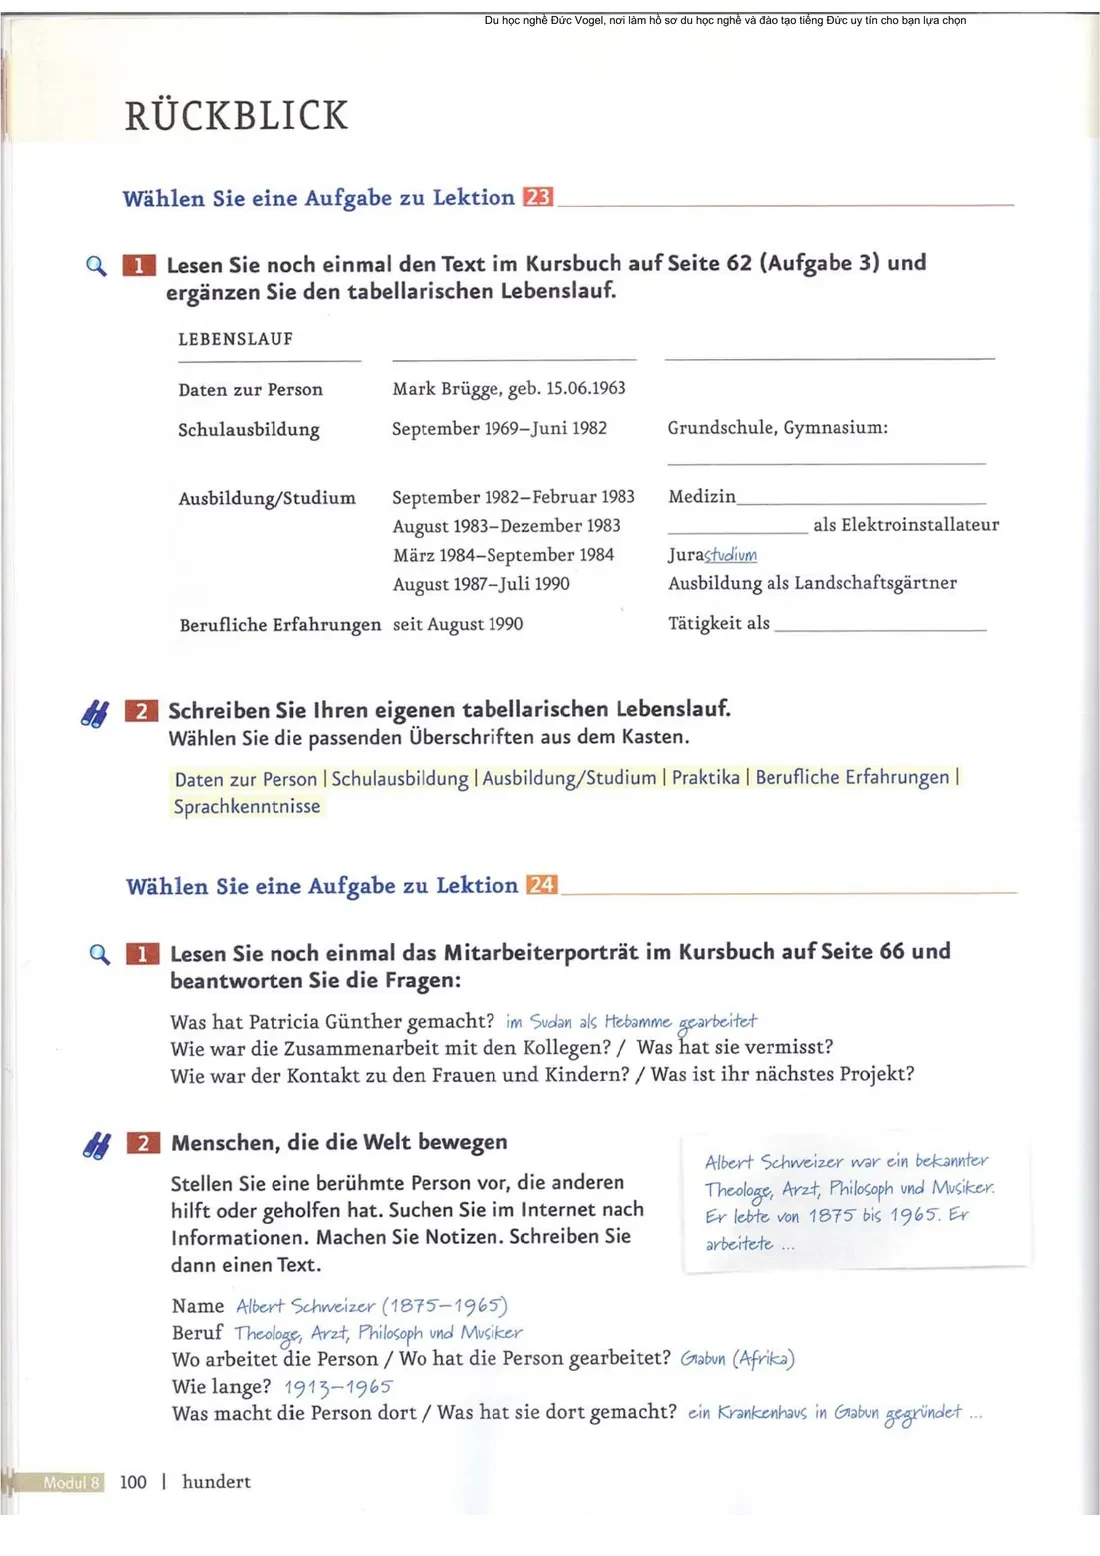 Du học nghề Đức Vogel, nơi làm hồ sơ du học nghề và đào tạo tiếng Đức uy tín cho bạn lựa chọn
RÜCKBLICK
Wählen Sie eine Aufgabe zu Lektion 23
1 Lesen Sie noch einmal den Text im Kursbuch auf Seite 62 (Aufgabe 3) und
ergänzen Sie den tabellarischen Lebenslauf.
LEBENSLAUF
Daten zur Person Mark Brügge, geb. 15.06.1963
Schulausbildung September 1969–Juni 1982 Grundschule, Gymnasium:
Ausbildung/Studium September 1982–Februar 1983 Medizin
August 1983–Dezember 1983 als Elektroinstallateur
März 1984–September 1984 Jurastudium
August 1987–Juli 1990 Ausbildung als Landschaftsgärtner
Berufliche Erfahrungen seit August 1990 Tätigkeit als
2 Schreiben Sie Ihren eigenen tabellarischen Lebenslauf.
Wählen Sie die passenden Überschriften aus dem Kasten.
Daten zur Person | Schulausbildung | Ausbildung/Studium | Praktika | Berufliche Erfahrungen |
Sprachkenntnisse
Wählen Sie eine Aufgabe zu Lektion 24
1 Lesen Sie noch einmal das Mitarbeiterporträt im Kursbuch auf Seite 66 und
beantworten Sie die Fragen:
Was hat Patricia Günther gemacht? im Sudan als Hebamme gearbeitet
Wie war die Zusammenarbeit mit den Kollegen? / Was hat sie vermisst?
Wie war der Kontakt zu den Frauen und Kindern? / Was ist ihr nächstes Projekt?
2 Menschen, die die Welt bewegen
Stellen Sie eine berühmte Person vor, die anderen
hilft oder geholfen hat. Suchen Sie im Internet nach
Informationen. Machen Sie Notizen. Schreiben Sie
dann einen Text.
Albert Schweizer war ein bekannter
Theologe, Arzt, Philosoph und Musiker.
Er lebte von 1875 bis 1965. Er
arbeitete ...
Name Albert Schweizer (1875–1965)
Beruf Theologe, Arzt, Philosoph und Musiker
Wo arbeitet die Person / Wo hat die Person gearbeitet? Gabun (Afrika)
Wie lange? 1913–1965
Was macht die Person dort / Was hat sie dort gemacht? ein Krankenhaus in Gabun gegründet ...
Modul 8 100 | hundert